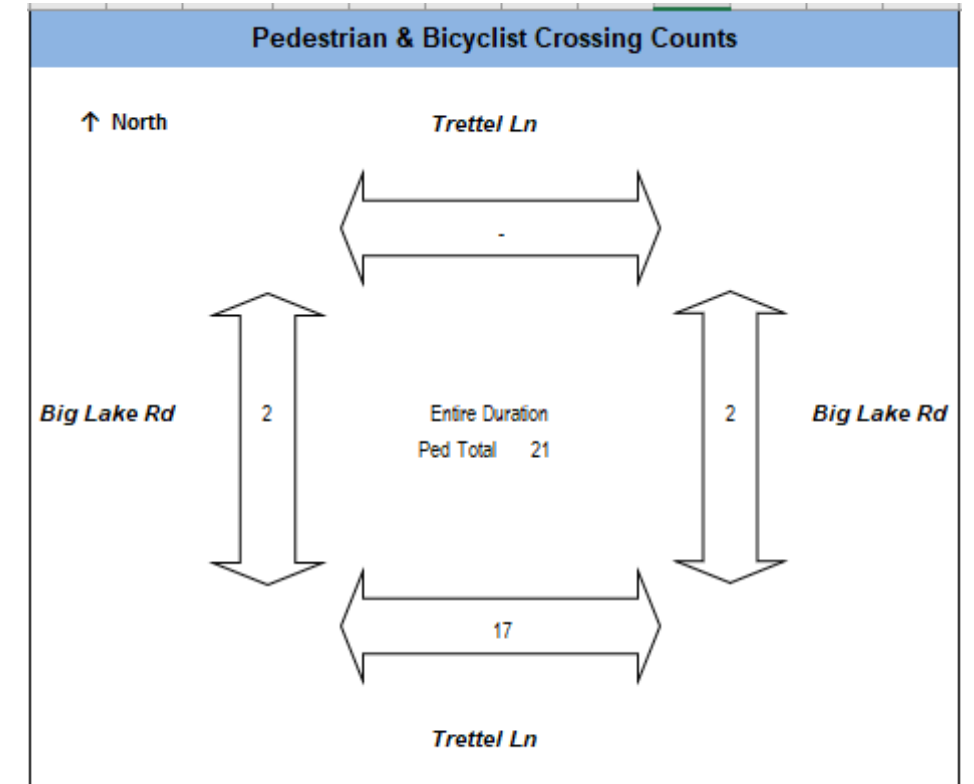 Pedestrian & Bicyclist Crossing Counts
↑ North
Trettel Ln
-
Big Lake Rd
2
Entire Duration
Ped Total 21
2
Big Lake Rd
17
Trettel Ln